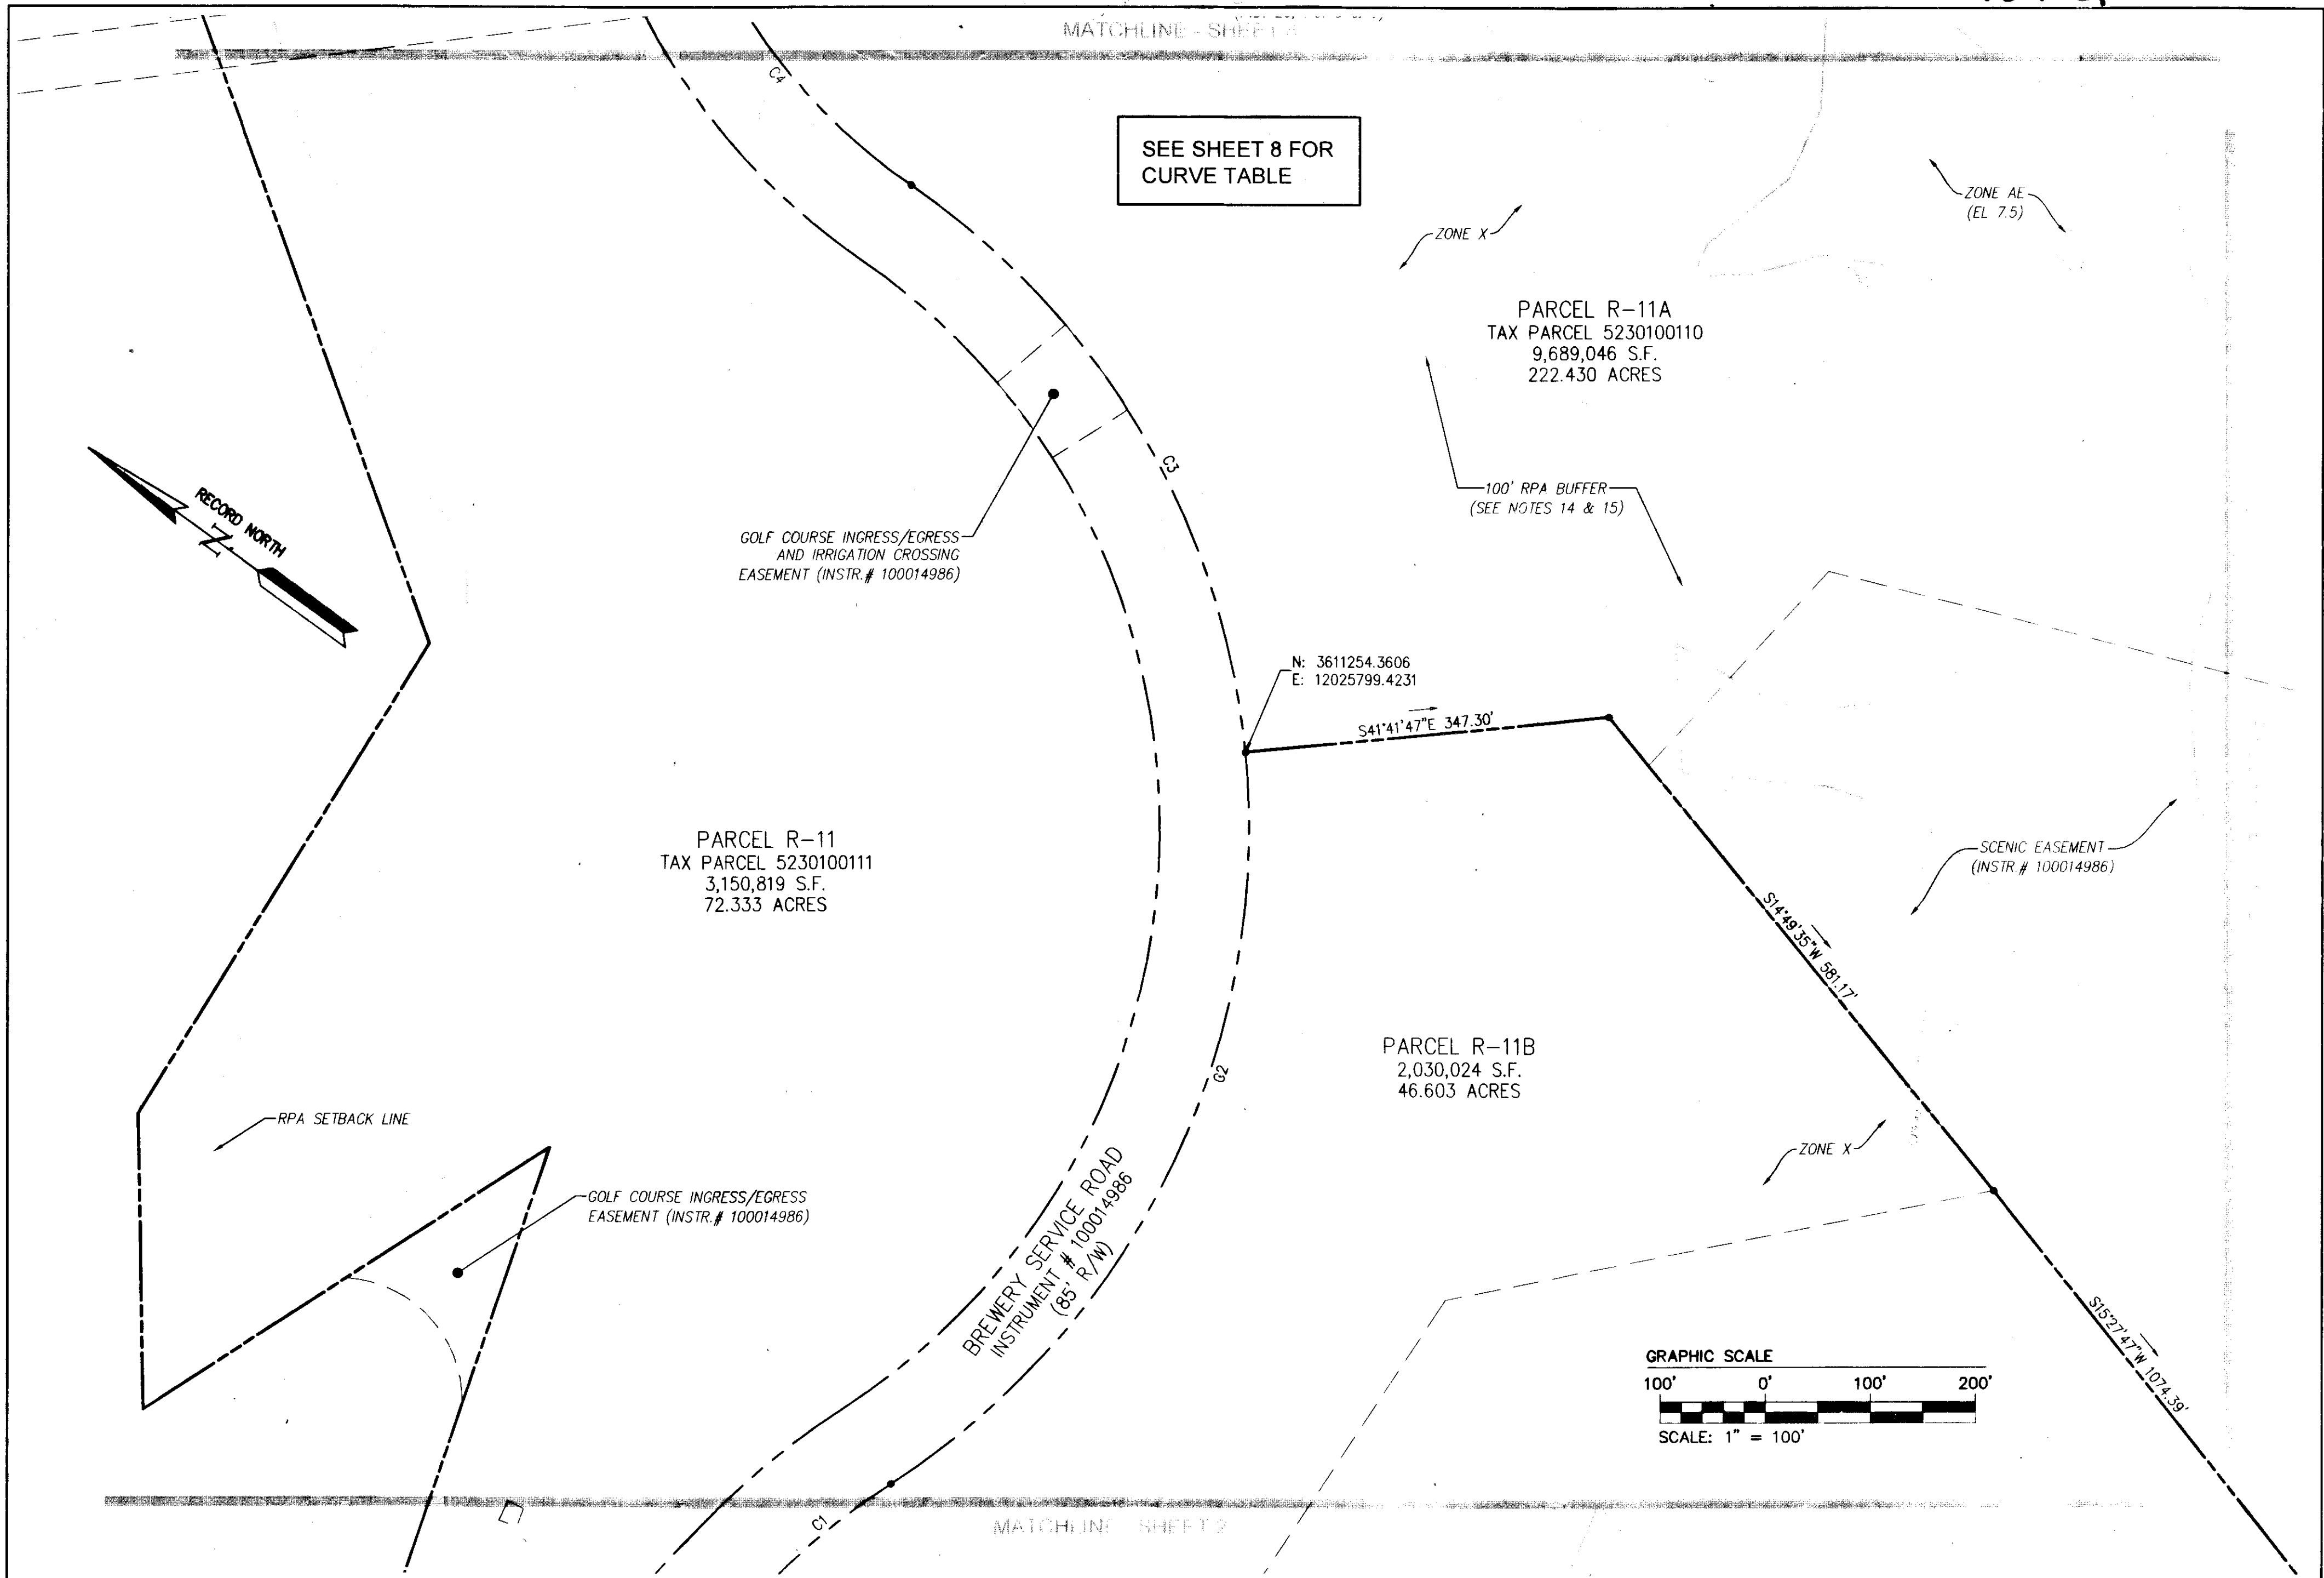 MATCHLINE - SHEET
C4
SEE SHEET 8 FOR
CURVE TABLE
ZONE AE
(EL 7.5)
ZONE X
PARCEL R-11A
TAX PARCEL 5230100110
9,689,046 S.F.
222.430 ACRES
C3
RECORD NORTH
N
100' RPA BUFFER
(SEE NOTES 14 & 15)
GOLF COURSE INGRESS/EGRESS
AND IRRIGATION CROSSING
EASEMENT (INSTR.# 100014986)
N: 3611254.3606
E: 12025799.4231
S41°41'47"E 347.30'
PARCEL R-11
TAX PARCEL 5230100111
3,150,819 S.F.
72.333 ACRES
SCENIC EASEMENT
(INSTR.# 100014986)
S14°49'35"W 581.17'
PARCEL R-11B
2,030,024 S.F.
46.603 ACRES
C2
RPA SETBACK LINE
ZONE X
GOLF COURSE INGRESS/EGRESS
EASEMENT (INSTR.# 100014986)
BREWERY SERVICE ROAD
INSTRUMENT # 100014986
(85' R/W)
S15°27'47"W 1074.39'
GRAPHIC SCALE
100' 0' 100' 200'
SCALE: 1" = 100'
C1
MATCHLINE SHEET 2